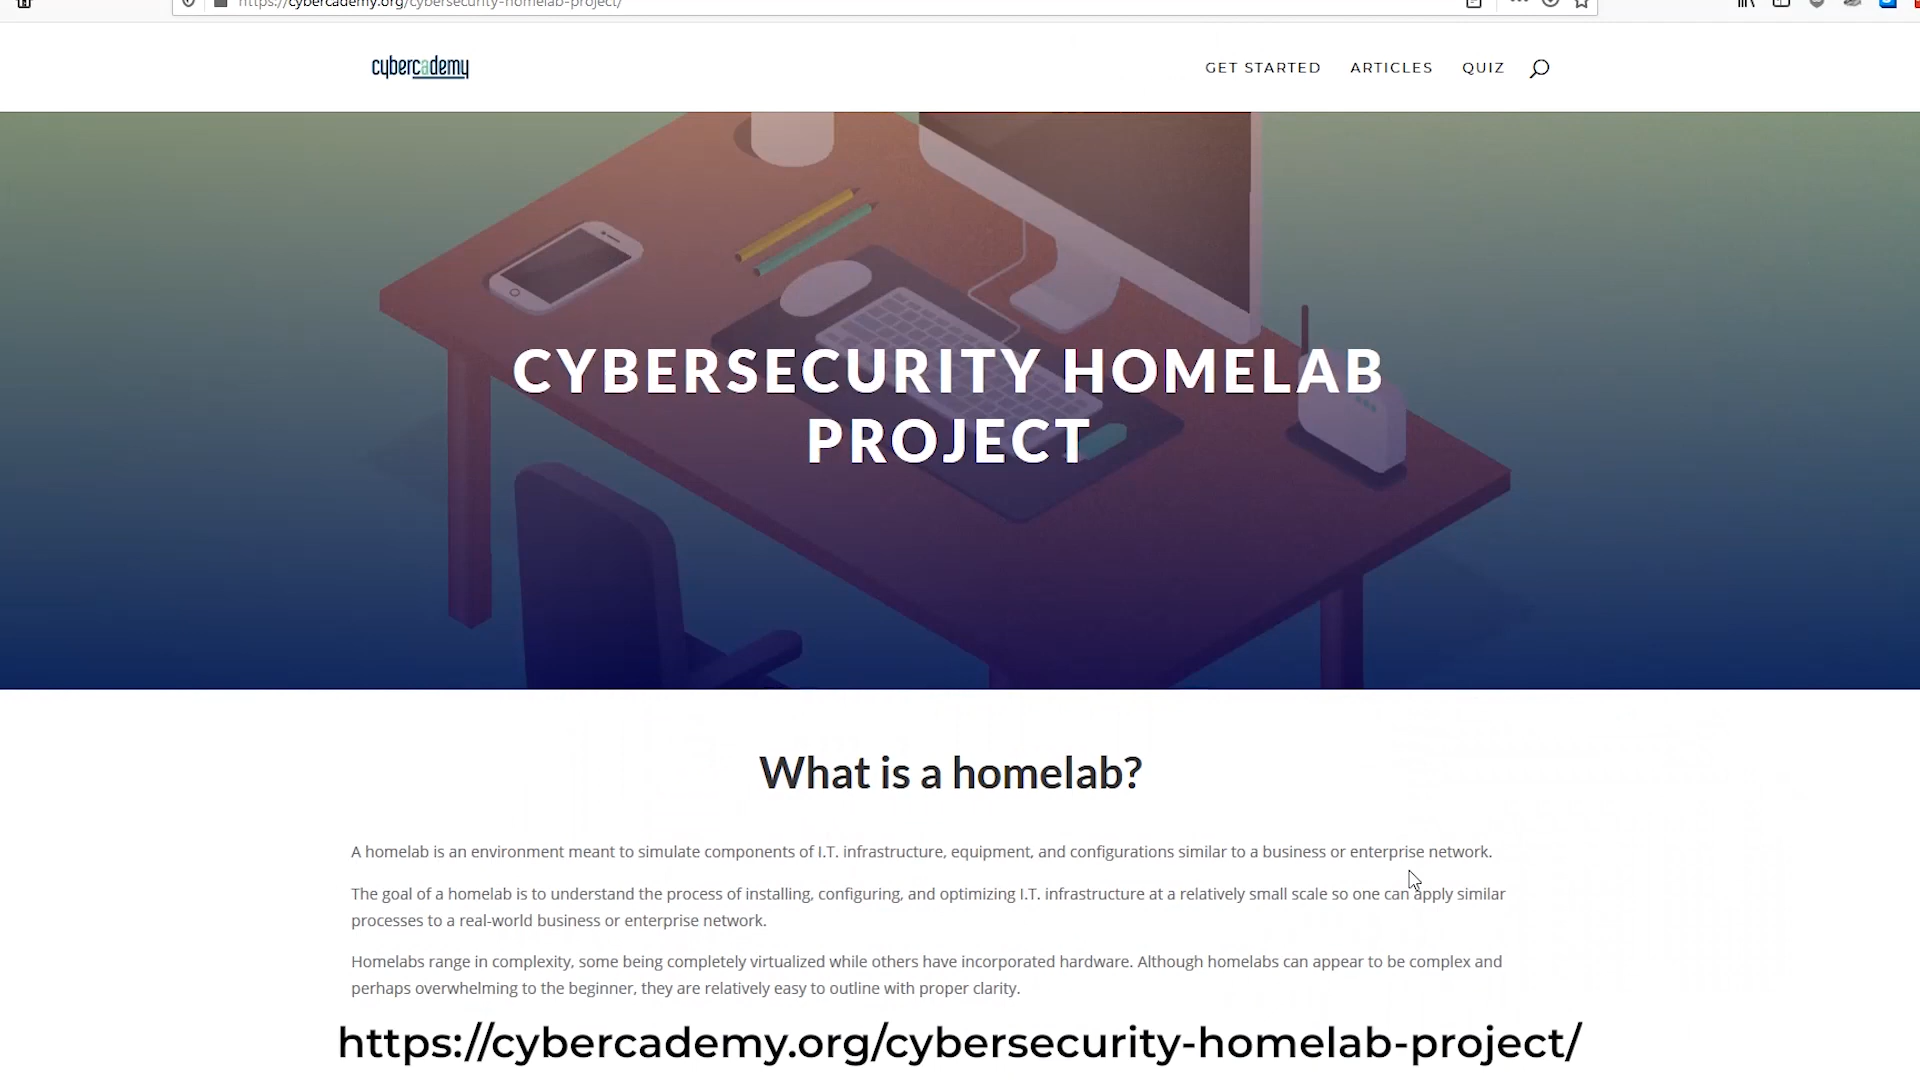 https://cybercademy.org/cybersecurity-homelab-project/
cybercademy
GET STARTED ARTICLES QUIZ
CYBERSECURITY HOMELAB
PROJECT
What is a homelab?
A homelab is an environment meant to simulate components of I.T. infrastructure, equipment, and configurations similar to a business or enterprise network.
The goal of a homelab is to understand the process of installing, configuring, and optimizing I.T. infrastructure at a relatively small scale so one can apply similar
processes to a real-world business or enterprise network.
Homelabs range in complexity, some being completely virtualized while others have incorporated hardware. Although homelabs can appear to be complex and
perhaps overwhelming to the beginner, they are relatively easy to outline with proper clarity.
https://cybercademy.org/cybersecurity-homelab-project/